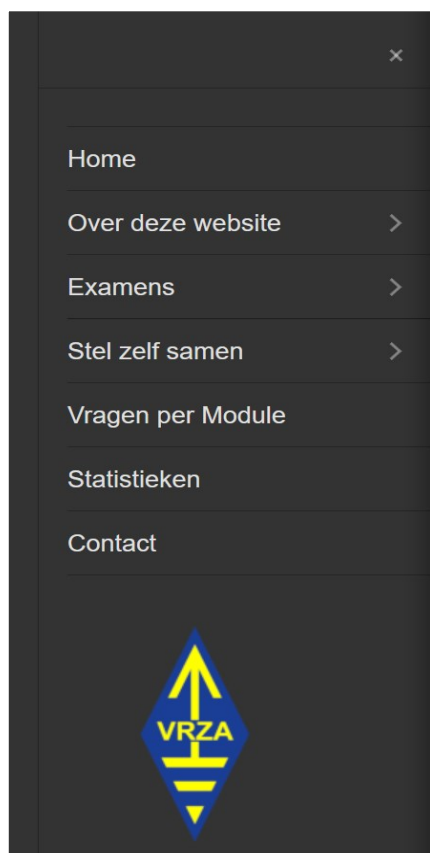 ×
Home
Over deze website
Examens
Stel zelf samen
Vragen per Module
Statistieken
Contact
VRZA